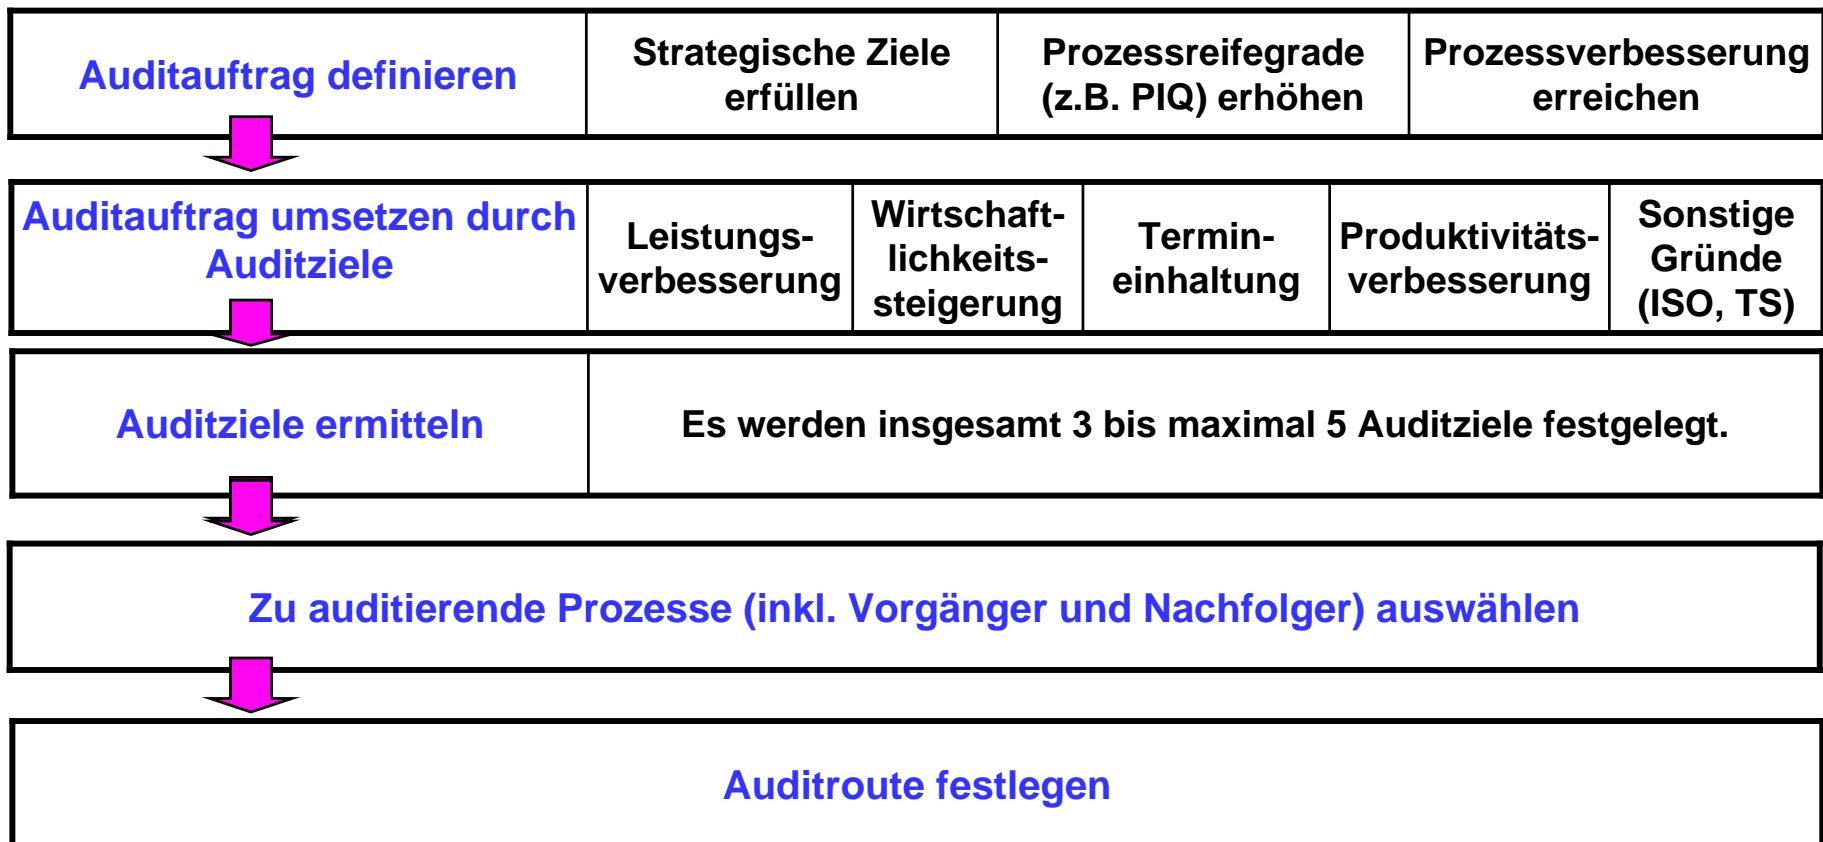 Auditauftrag definieren
Strategische Ziele
erfüllen
Prozessreifegrade
(z.B. PIQ) erhöhen
Prozessverbesserung
erreichen
Auditauftrag umsetzen durch
Auditziele
Leistungs-
verbesserung
Wirtschaft-
lichkeits-
steigerung
Termin-
einhaltung
Produktivitäts-
verbesserung
Sonstige
Gründe
(ISO, TS)
Auditziele ermitteln
Es werden insgesamt 3 bis maximal 5 Auditziele festgelegt.
Zu auditierende Prozesse (inkl. Vorgänger und Nachfolger) auswählen
Auditroute festlegen